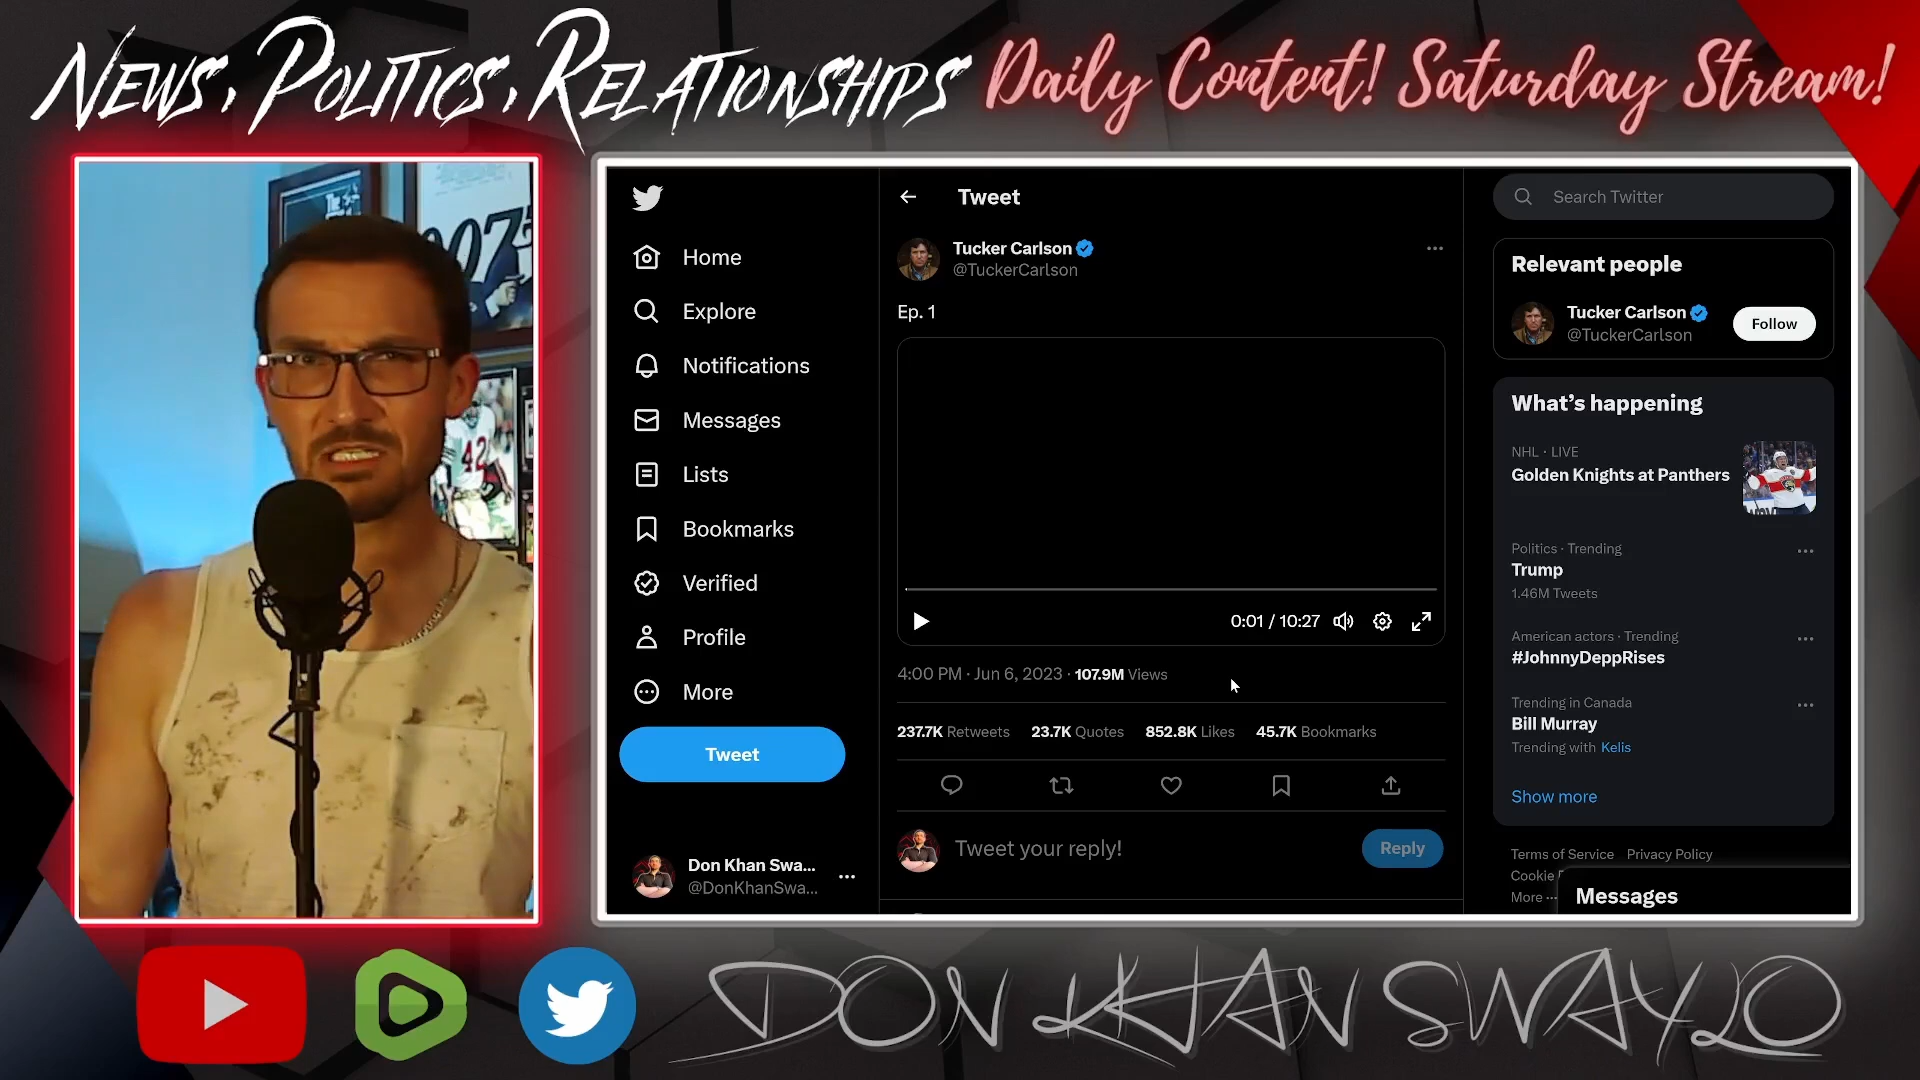 NEWS, POLITICS, RELATIONSHIPS
Daily Content! Saturday Stream!
007
42
Home
Explore
Notifications
Messages
Lists
Bookmarks
Verified
Profile
More
Tweet
Don Khan Swa...
@DonKhanSwa...
Tweet
Tucker Carlson
@TuckerCarlson
Ep. 1
0:01 / 10:27
4:00 PM · Jun 6, 2023 · 107.9M Views
237.7K Retweets 23.7K Quotes 852.8K Likes 45.7K Bookmarks
Tweet your reply!
Reply
Search Twitter
Relevant people
Tucker Carlson
@TuckerCarlson
Follow
What's happening
NHL · LIVE
Golden Knights at Panthers
Politics · Trending
Trump
1.46M Tweets
American actors · Trending
#JohnnyDeppRises
Trending in Canada
Bill Murray
Trending with Kelis
Show more
Terms of Service Privacy Policy
Cookie
More ...
Messages
DON KHAN SWAYLO